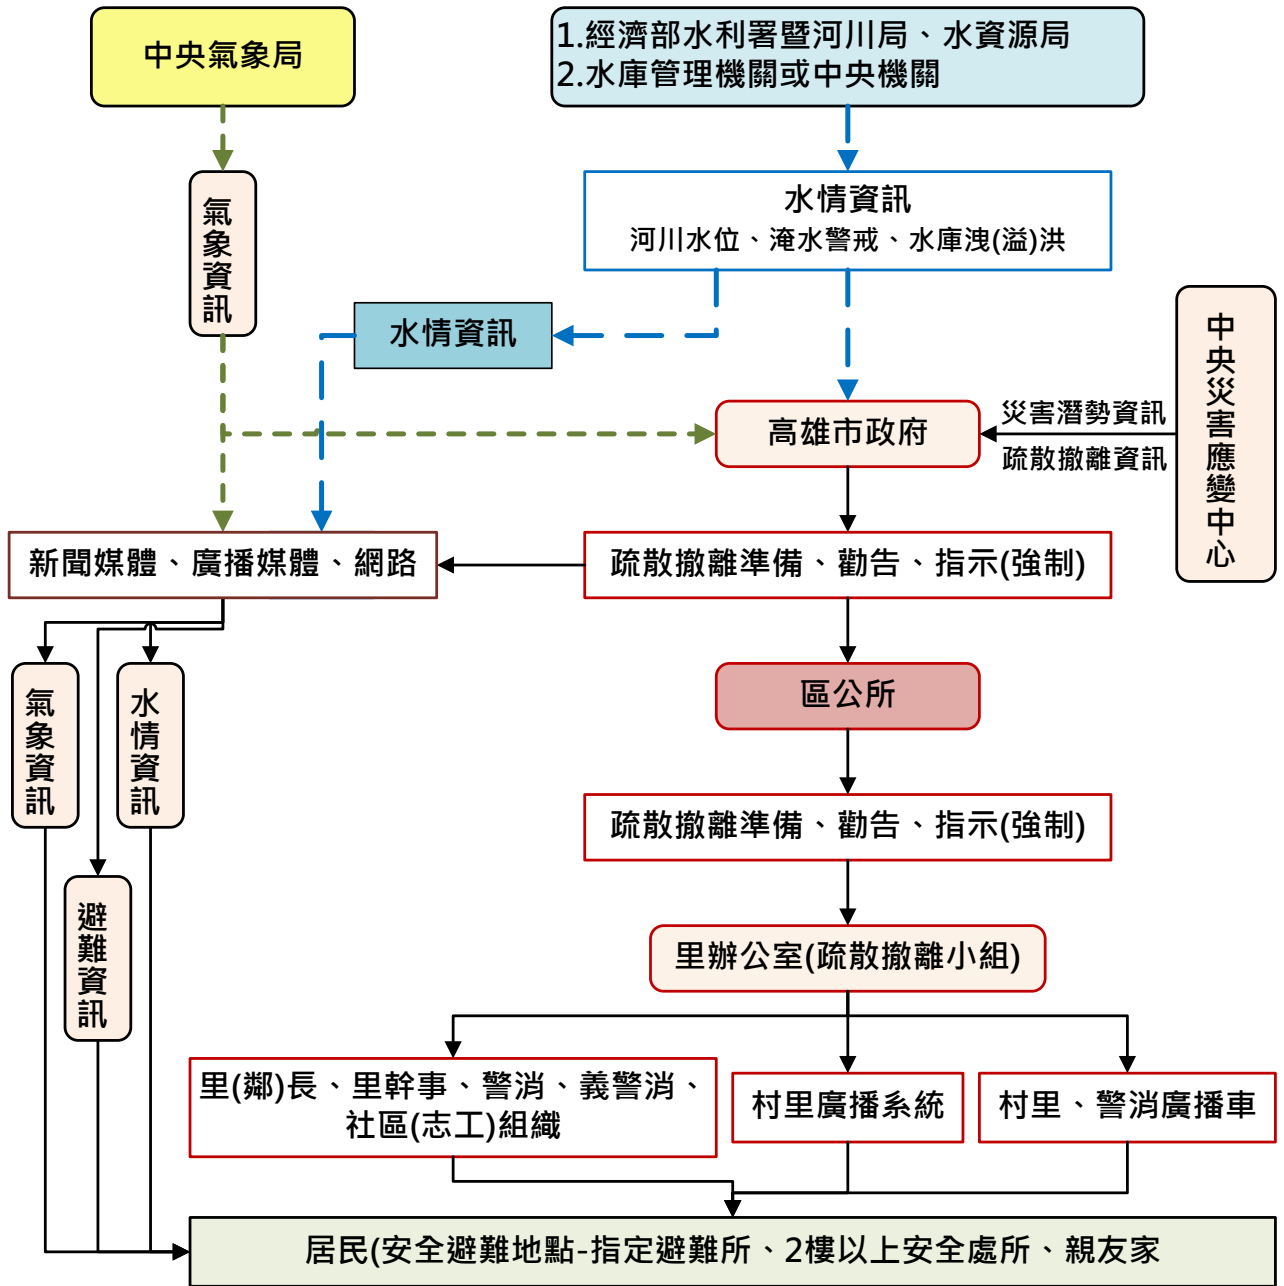 中央氣象局
1.經濟部水利署暨河川局、水資源局
2.水庫管理機關或中央機關
氣象資訊
水情資訊
河川水位、淹水警戒、水庫洩(溢)洪
水情資訊
中央災害應變中心
高雄市政府
災害潛勢資訊
疏散撤離資訊
新聞媒體、廣播媒體、網路
疏散撤離準備、勸告、指示(強制)
氣象資訊
水情資訊
區公所
疏散撤離準備、勸告、指示(強制)
避難資訊
里辦公室(疏散撤離小組)
里(鄰)長、里幹事、警消、義警消、
社區(志工)組織
村里廣播系統
村里、警消廣播車
居民(安全避難地點-指定避難所、2樓以上安全處所、親友家